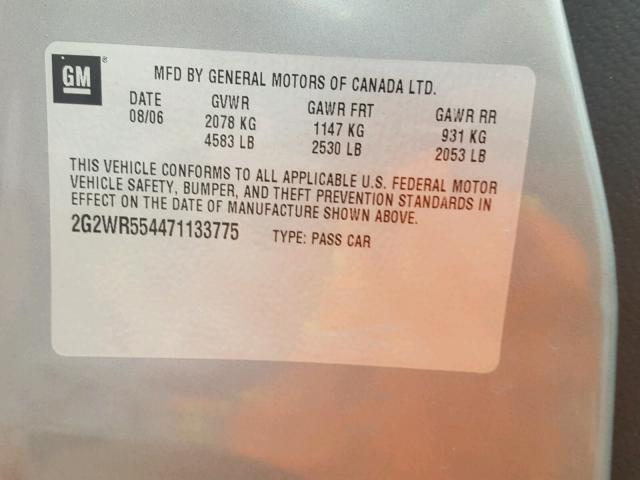 GM
MFD BY GENERAL MOTORS OF CANADA LTD.
DATE GVWR GAWR FRT GAWR RR
08/06 2078 KG 1147 KG 931 KG
4583 LB 2530 LB 2053 LB
THIS VEHICLE CONFORMS TO ALL APPLICABLE U.S. FEDERAL MOTOR
VEHICLE SAFETY, BUMPER, AND THEFT PREVENTION STANDARDS IN
EFFECT ON THE DATE OF MANUFACTURE SHOWN ABOVE.
2G2WR554471133775 TYPE: PASS CAR